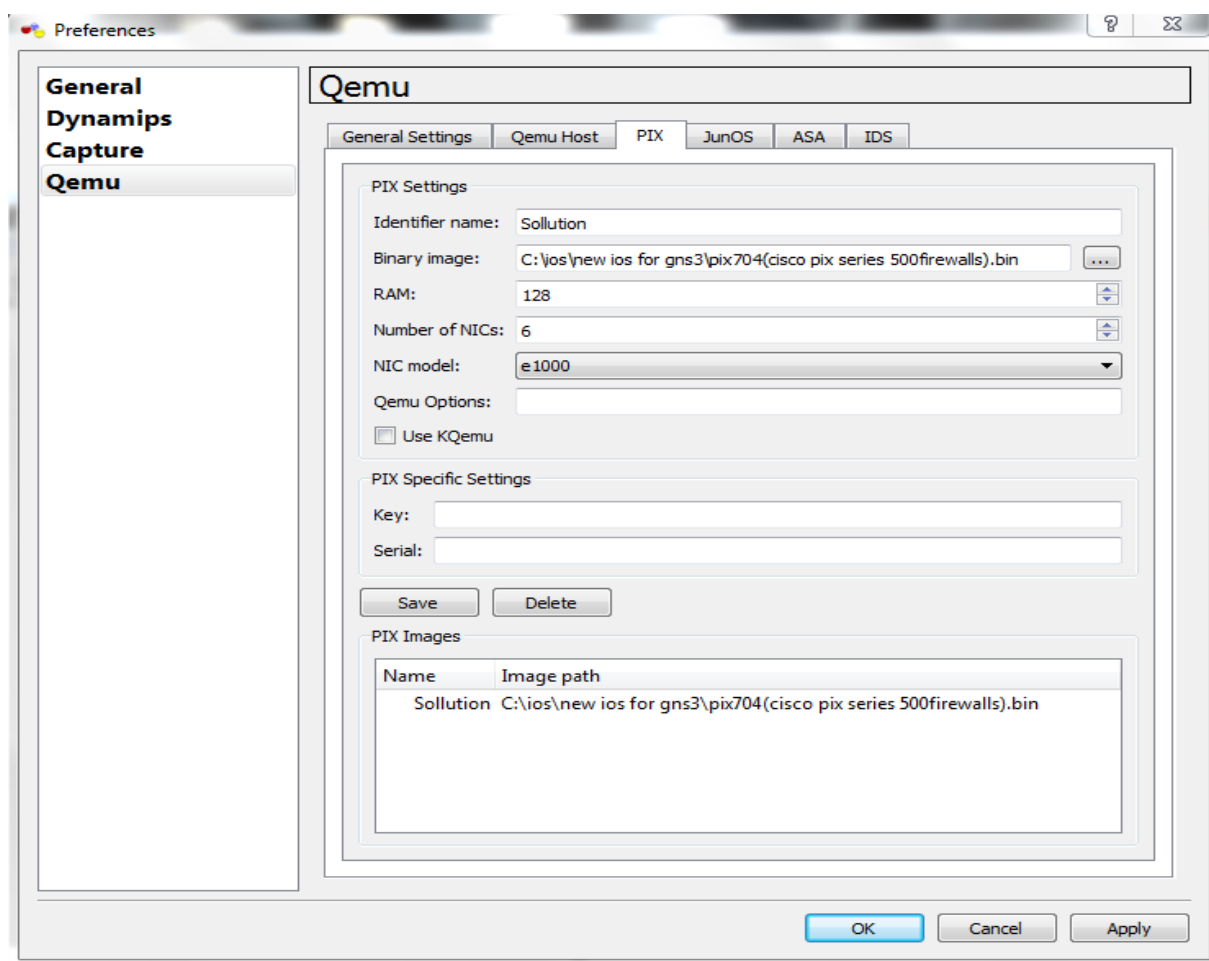 Preferences
General
Dynamips
Capture
Qemu
Qemu
General Settings Qemu Host PIX JunOS ASA IDS
PIX Settings
Identifier name: Sollution
Binary image: C:\ios\new ios for gns3\pix704(cisco pix series 500firewalls).bin ...
RAM: 128
Number of NICs: 6
NIC model: e1000
Qemu Options:
Use KQemu
PIX Specific Settings
Key:
Serial:
Save Delete
PIX Images
Name Image path
Sollution C:\ios\new ios for gns3\pix704(cisco pix series 500firewalls).bin
OK Cancel Apply